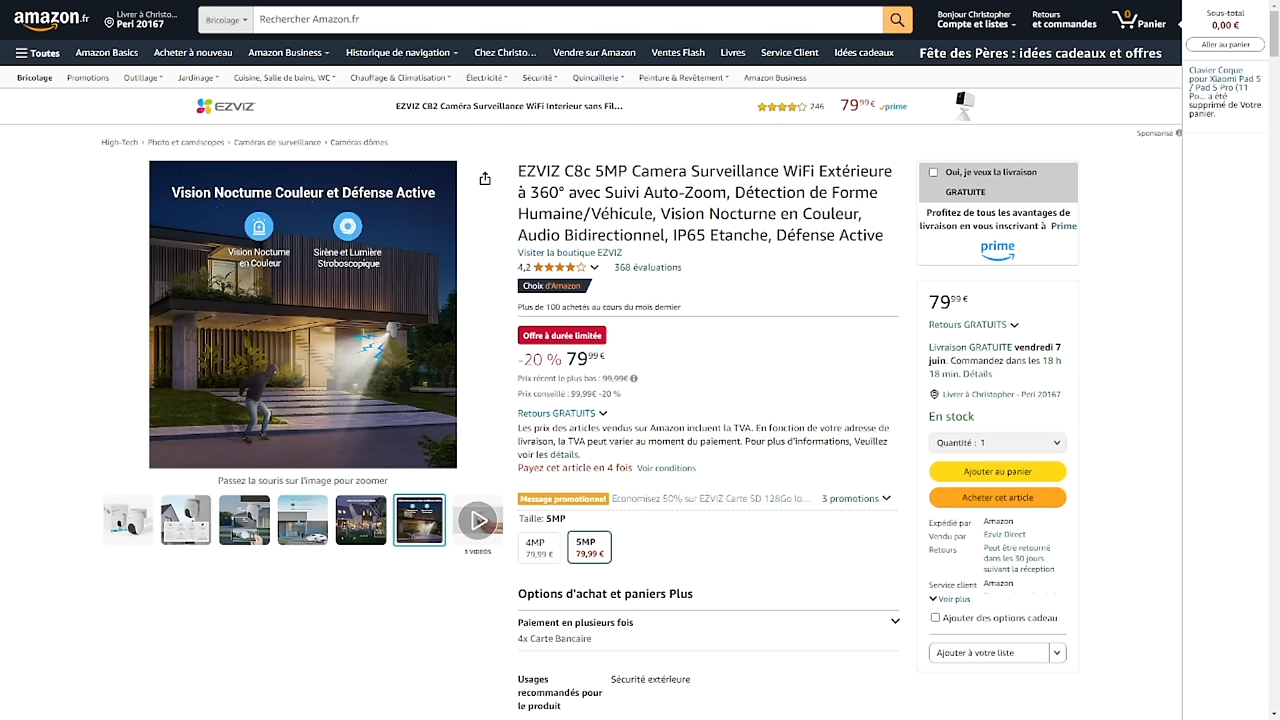 amazon.fr
Livrer à Christo...
Peri 20167
Bricolage
Rechercher Amazon.fr
Bonjour Christopher
Compte et listes
Retours
et commandes
0
Panier
Sous-total
0,00 €
Aller au panier
Clavier Coque
pour Xiaomi Pad 5
/ Pad 5 Pro (11
Po... a été
supprimé de Votre
panier.
Toutes
Amazon Basics
Acheter à nouveau
Amazon Business
Historique de navigation
Chez Christo...
Vendre sur Amazon
Ventes Flash
Livres
Service Client
Idées cadeaux
Fête des Pères : idées cadeaux et offres
Bricolage
Promotions
Outillage
Jardinage
Cuisine, Salle de bains, WC
Chauffage & Climatisation
Électricité
Sécurité
Quincaillerie
Peinture & Revêtement
Amazon Business
EZVIZ
EZVIZ CB2 Caméra Surveillance WiFi Interieur sans Fil...
246
79,99 €
prime
Sponsorisé
High-Tech › Photo et caméscopes › Caméras de surveillance › Caméras dômes
Vision Nocturne Couleur et Défense Active
Vision Nocturne
en Couleur
Sirène et Lumière
Stroboscopique
Passez la souris sur l'image pour zoomer
3 VIDEOS
EZVIZ C8c 5MP Camera Surveillance WiFi Extérieure
à 360° avec Suivi Auto-Zoom, Détection de Forme
Humaine/Véhicule, Vision Nocturne en Couleur,
Audio Bidirectionnel, IP65 Etanche, Défense Active
Visiter la boutique EZVIZ
4,2
368 évaluations
Choix d'Amazon
Plus de 100 achetés au cours du mois dernier
Offre à durée limitée
-20 % 79,99 €
Prix récent le plus bas : 99,99€
Prix conseillé : 99,99€ -20 %
Retours GRATUITS
Les prix des articles vendus sur Amazon incluent la TVA. En fonction de votre adresse de
livraison, la TVA peut varier au moment du paiement. Pour plus d'informations, Veuillez
voir les détails.
Payez cet article en 4 fois Voir conditions
Message promotionnel Economisez 50% sur EZVIZ Carte SD 128Go lo...
3 promotions
Taille: 5MP
4MP
79,99 €
5MP
79,99 €
Options d'achat et paniers Plus
Paiement en plusieurs fois
4x Carte Bancaire
Usages
recommandés pour
le produit
Sécurité extérieure
Oui, je veux la livraison
GRATUITE
Profitez de tous les avantages de
livraison en vous inscrivant à Prime
prime
79,99 €
Retours GRATUITS
Livraison GRATUITE vendredi 7
juin. Commandez dans les 18 h
18 min. Détails
Livrer à Christopher - Peri 20167
En stock
Quantité : 1
Ajouter au panier
Acheter cet article
Expédié par
Amazon
Vendu par
Ezviz Direct
Retours
Peut être retourné
dans les 30 jours
suivant la réception
Service client
Amazon
Voir plus
Ajouter des options cadeau
Ajouter à votre liste